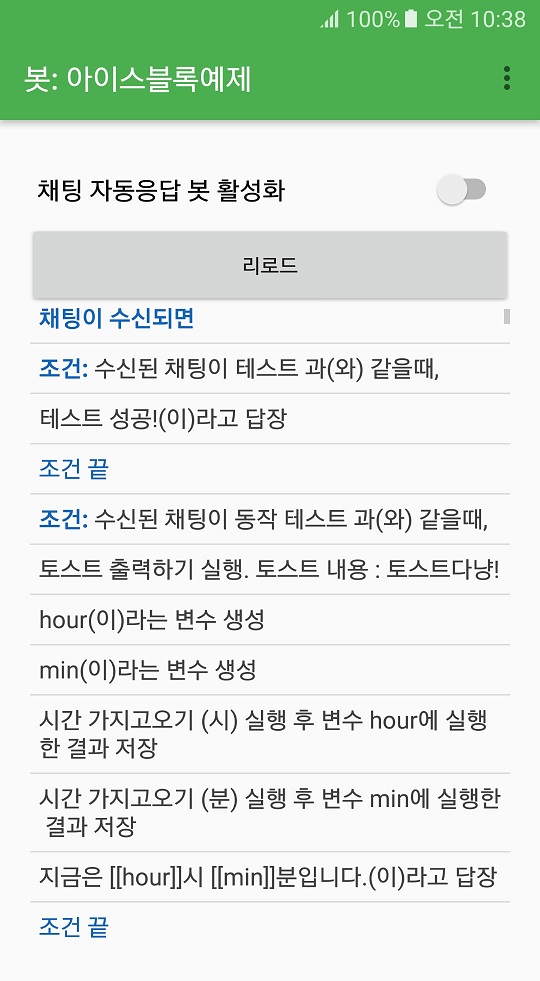 100% 오전 10:38
봇: 아이스블록예제
채팅 자동응답 봇 활성화
리로드
채팅이 수신되면
조건: 수신된 채팅이 테스트 과(와) 같을때,
테스트 성공!(이)라고 답장
조건 끝
조건: 수신된 채팅이 동작 테스트 과(와) 같을때,
토스트 출력하기 실행. 토스트 내용 : 토스트다냥!
hour(이)라는 변수 생성
min(이)라는 변수 생성
시간 가지고오기 (시) 실행 후 변수 hour에 실행
한 결과 저장
시간 가지고오기 (분) 실행 후 변수 min에 실행한
결과 저장
지금은 [[hour]]시 [[min]]분입니다.(이)라고 답장
조건 끝